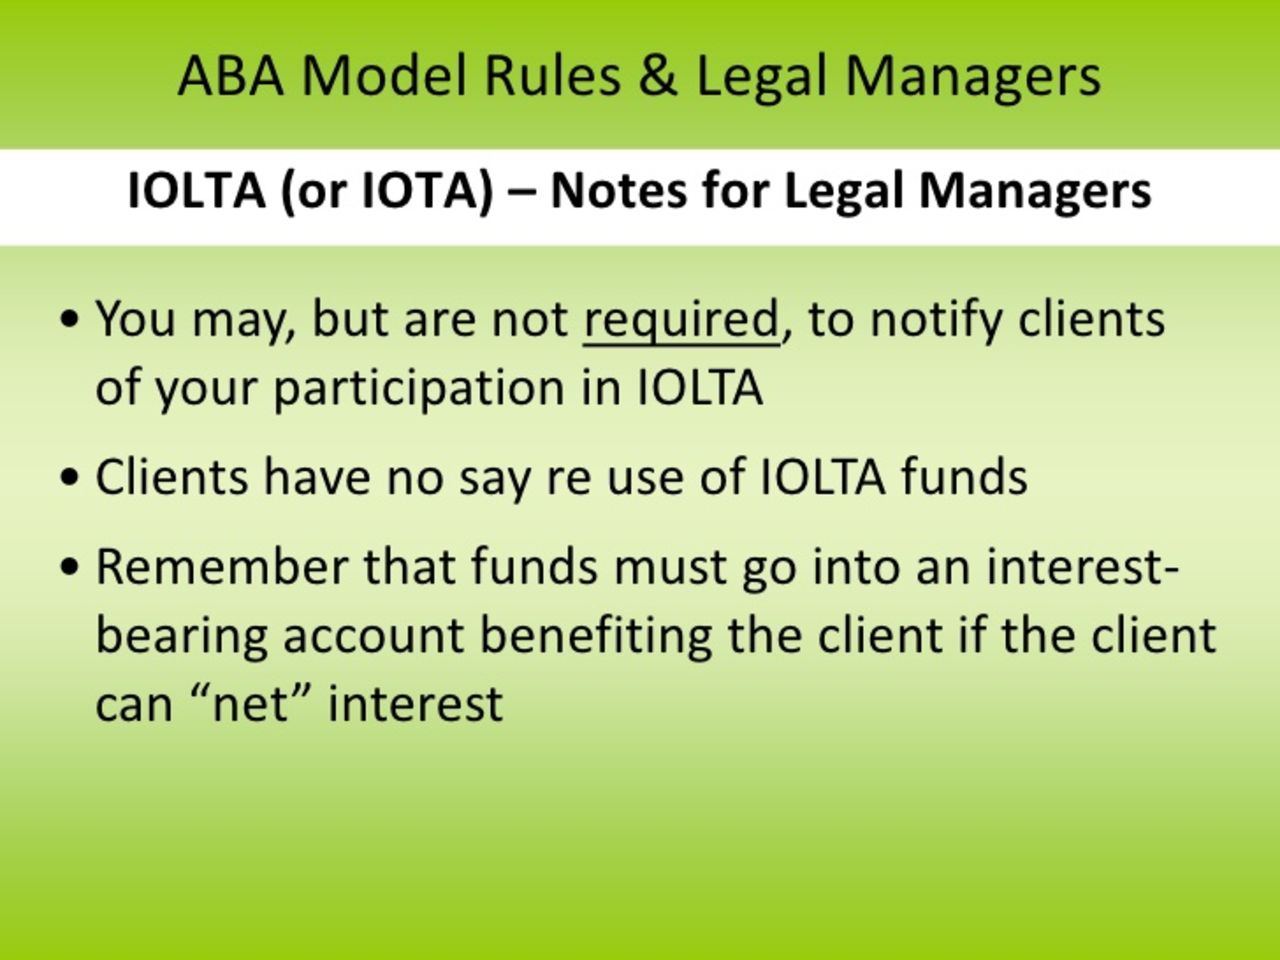 ABA Model Rules & Legal Managers
IOLTA (or IOTA) – Notes for Legal Managers
• You may, but are not required, to notify clients
of your participation in IOLTA
• Clients have no say re use of IOLTA funds
• Remember that funds must go into an interest-
bearing account benefiting the client if the client
can “net” interest